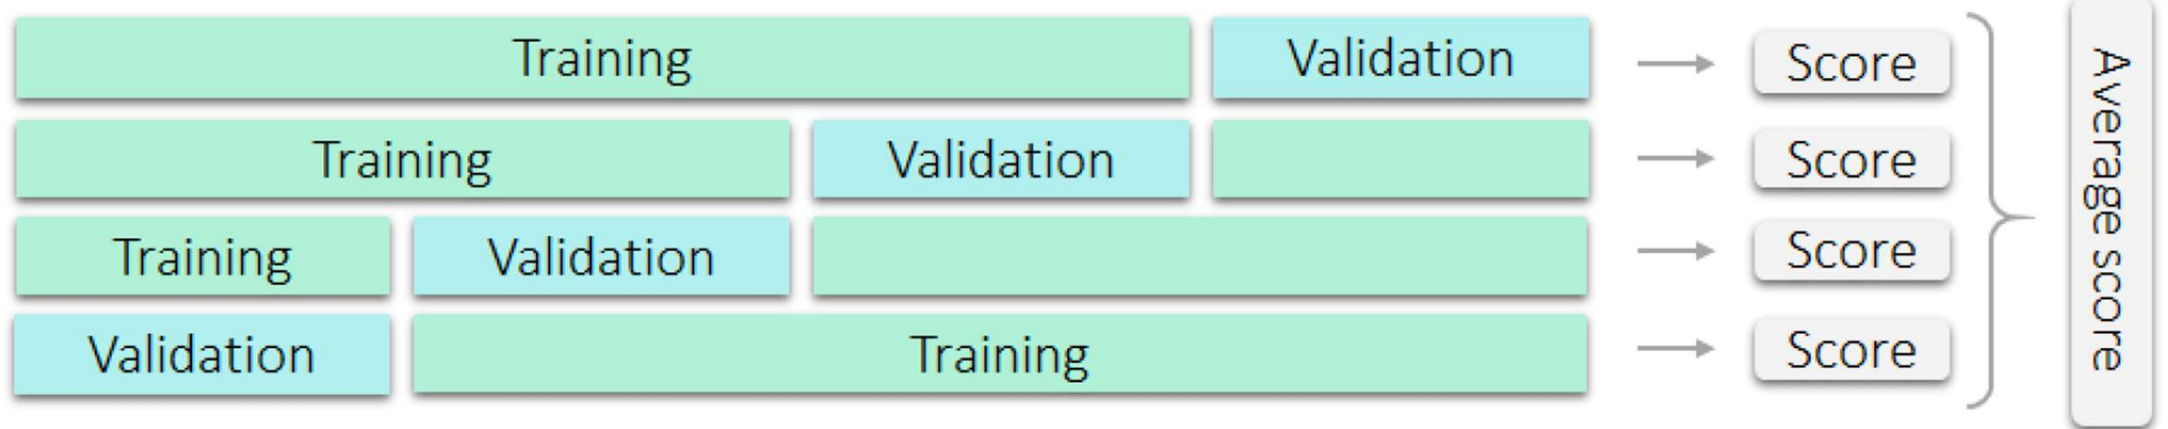 Training Validation Score
Training Validation Score
Training Validation Score
Validation Training Score
Average score